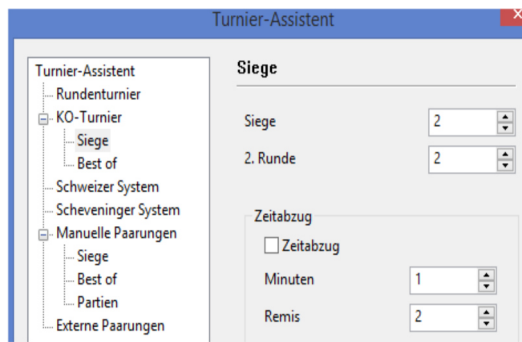 Turnier-Assistent
Turnier-Assistent
Rundenturnier
KO-Turnier
Siege
Best of
Schweizer System
Scheveninger System
Manuelle Paarungen
Siege
Best of
Partien
Externe Paarungen
Siege
Siege 2
2. Runde 2
Zeitabzug
Zeitabzug
Minuten 1
Remis 2